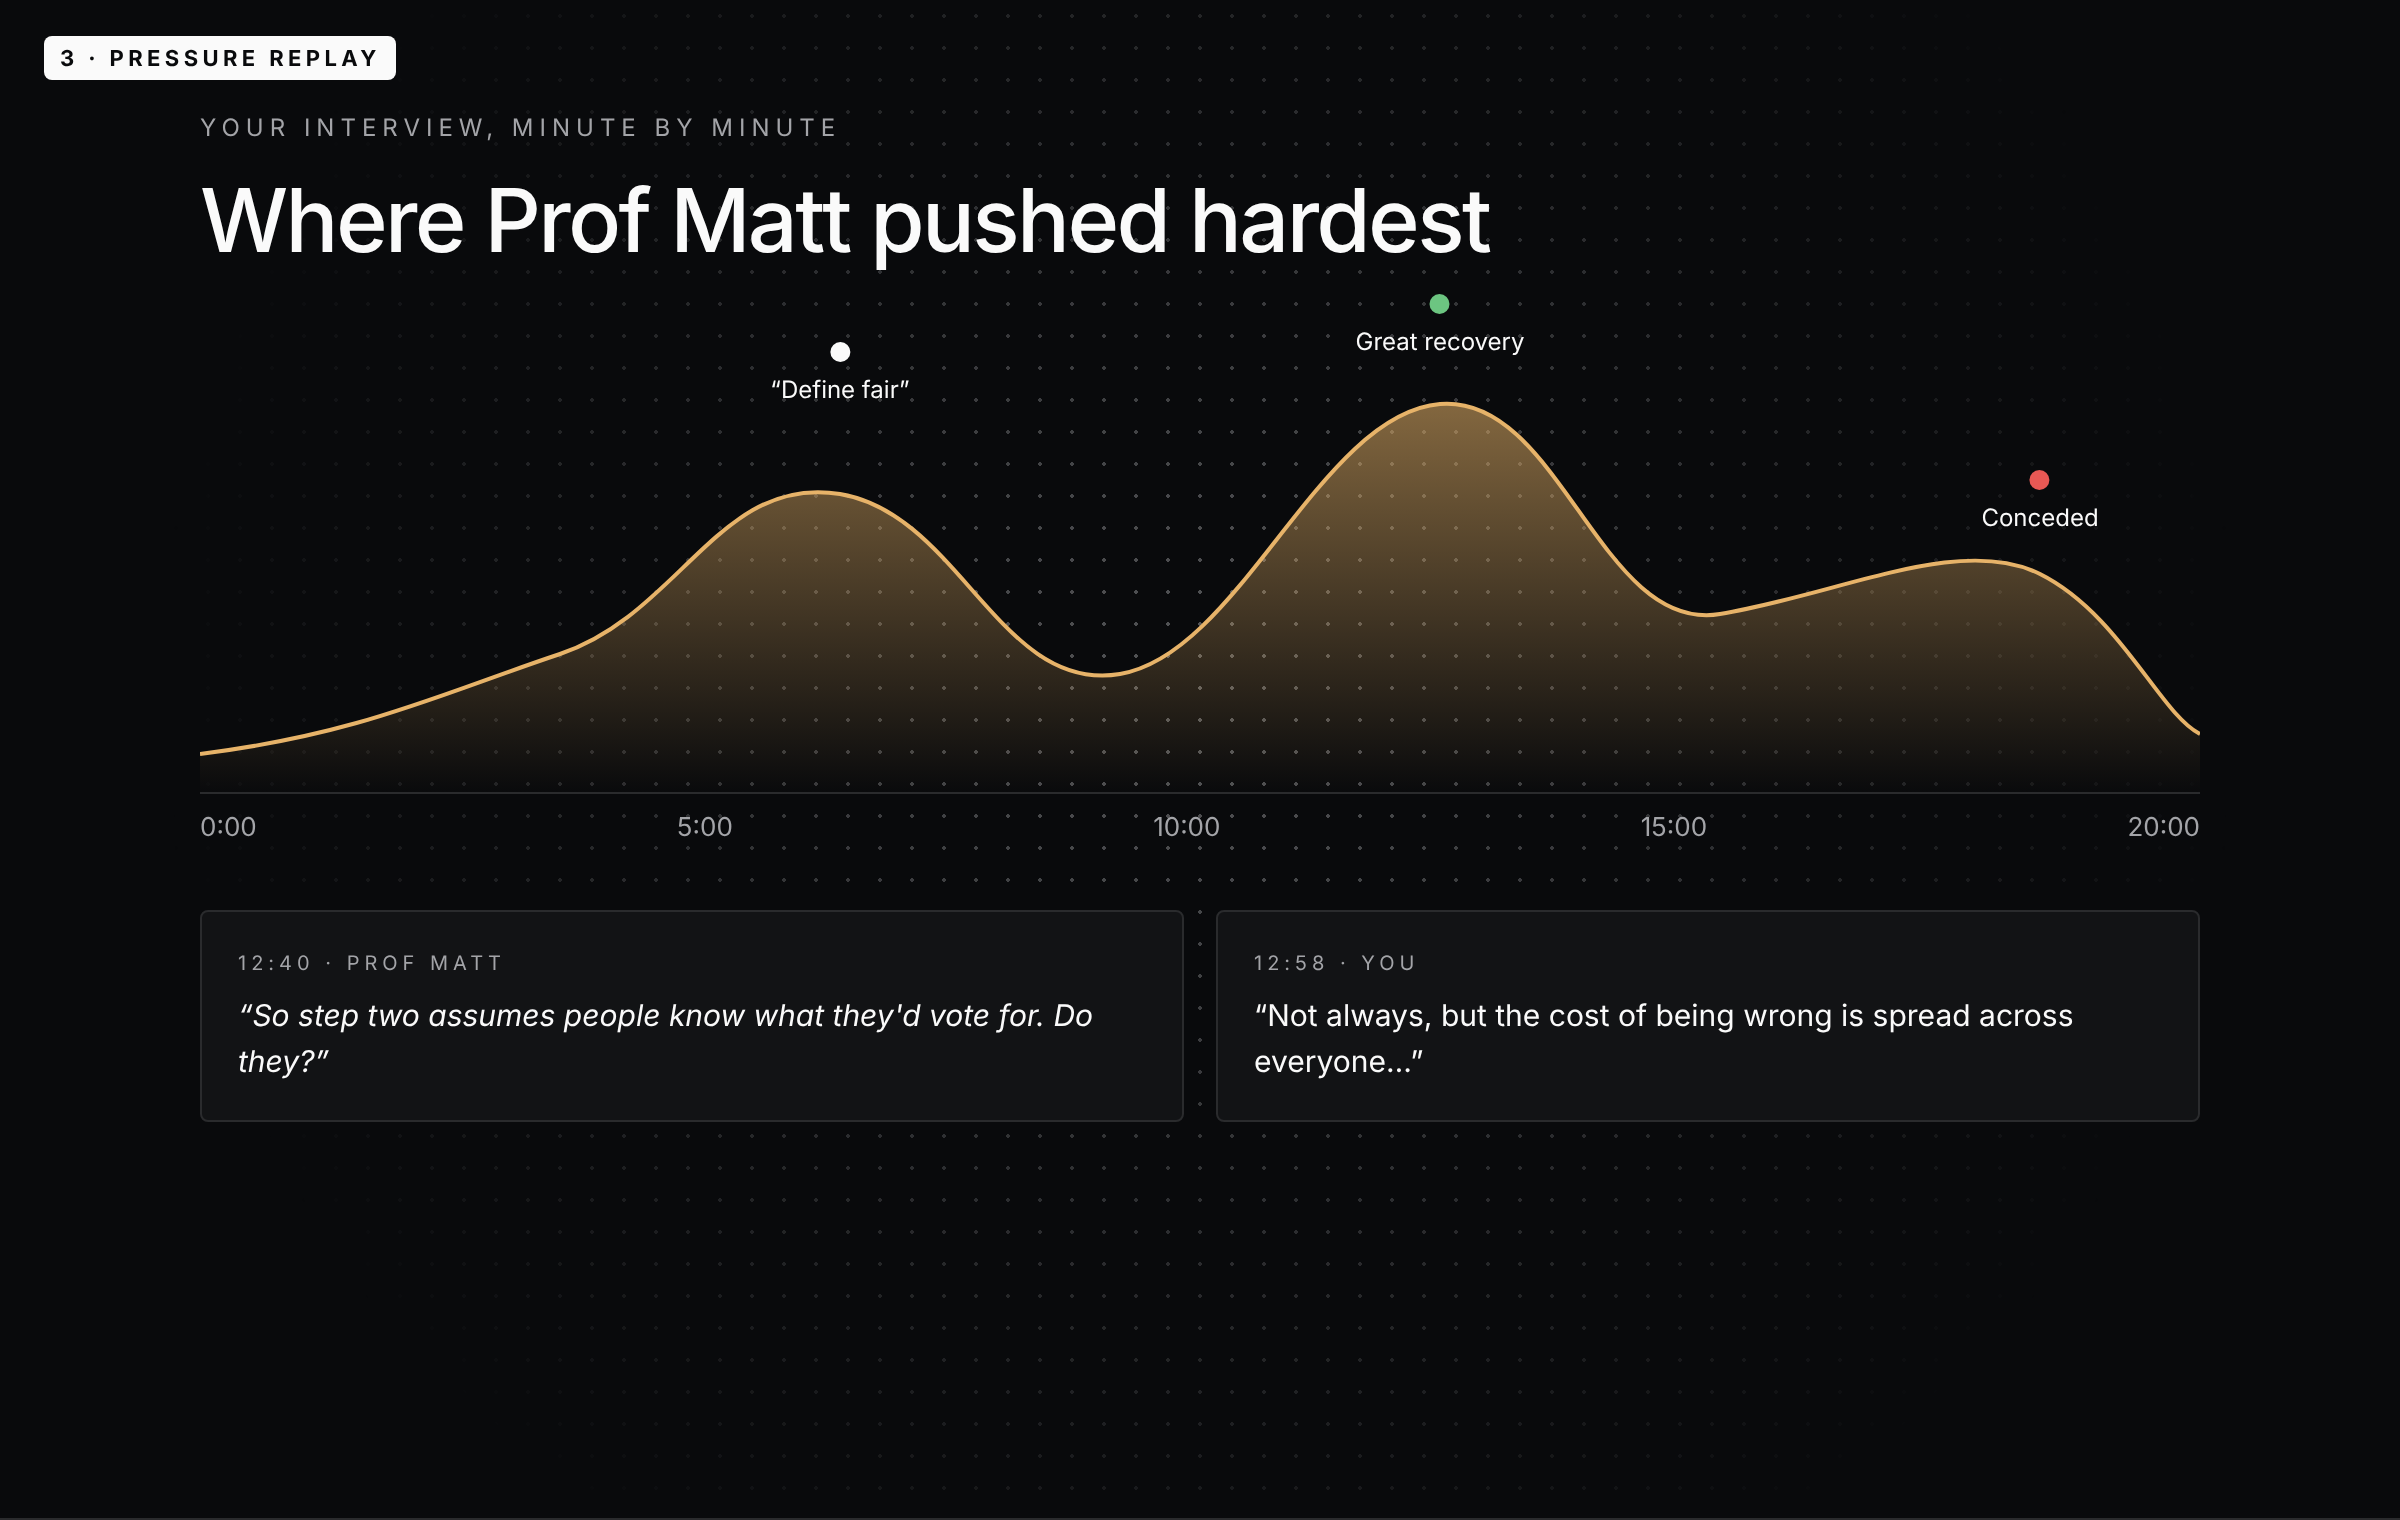 3 · PRESSURE REPLAY
YOUR INTERVIEW, MINUTE BY MINUTE
Where Prof Matt pushed hardest
Great recovery
“Define fair”
Conceded
0:00 5:00 10:00 15:00 20:00
12:40 · PROF MATT
“So step two assumes people know what they'd vote for. Do
they?”
12:58 · YOU
“Not always, but the cost of being wrong is spread across
everyone…”